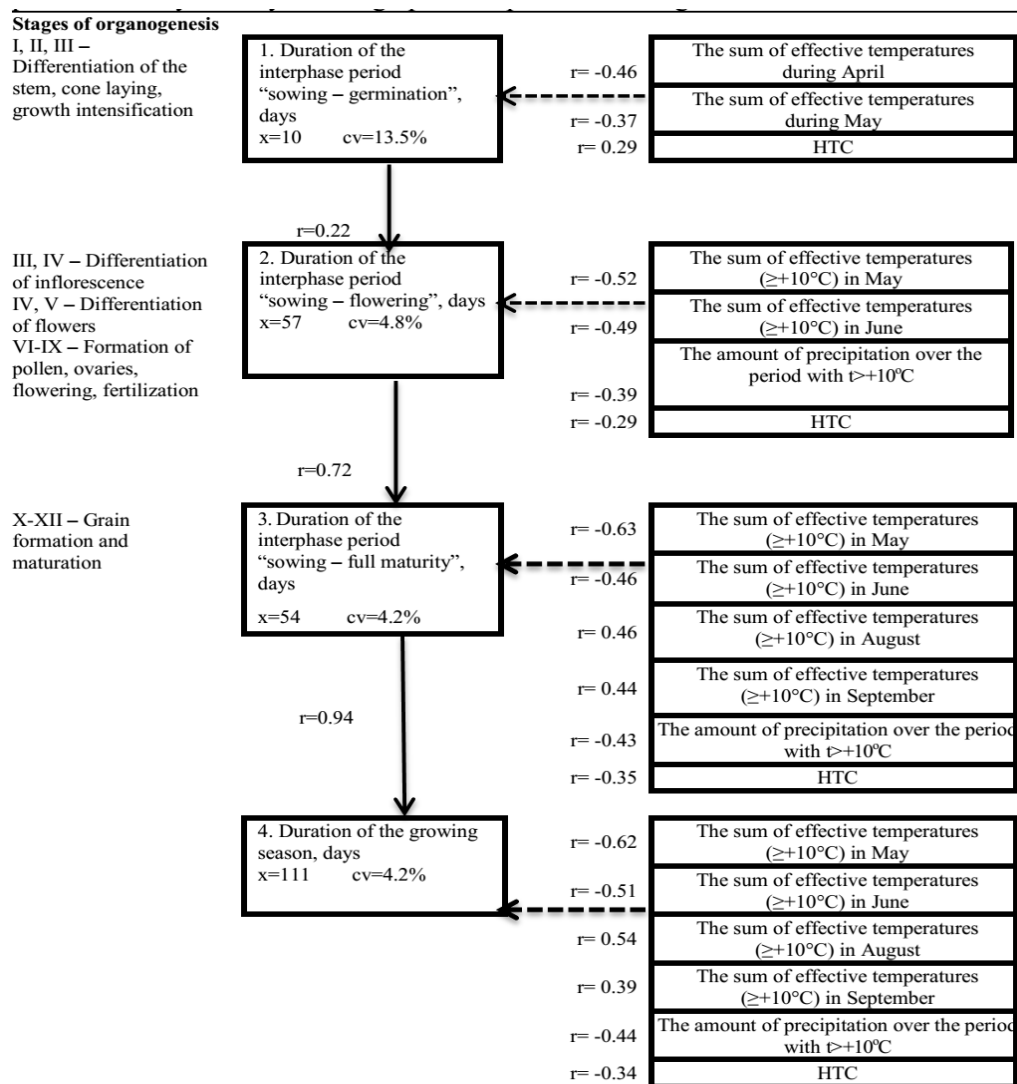 Stages of organogenesis
I, II, III –
Differentiation of the
stem, cone laying,
growth intensification
1. Duration of the
interphase period
“sowing – germination”,
days
x=10 cv=13.5%
r= -0.46
The sum of effective temperatures
during April
r= -0.37
The sum of effective temperatures
during May
r= 0.29
HTC
r=0.22
III, IV – Differentiation
of inflorescence
IV, V – Differentiation
of flowers
VI-IX – Formation of
pollen, ovaries,
flowering, fertilization
2. Duration of the
interphase period
“sowing – flowering”, days
x=57 cv=4.8%
r= -0.52
The sum of effective temperatures
(≥+10°C) in May
r= -0.49
The sum of effective temperatures
(≥+10°C) in June
r= -0.39
The amount of precipitation over the
period with t>+10ºC
r= -0.29
HTC
r=0.72
X-XII – Grain
formation and
maturation
3. Duration of the
interphase period
“sowing – full maturity”,
days
x=54 cv=4.2%
r= -0.63
The sum of effective temperatures
(≥+10°C) in May
r= -0.46
The sum of effective temperatures
(≥+10°C) in June
r= 0.46
The sum of effective temperatures
(≥+10°C) in August
r= 0.44
The sum of effective temperatures
(≥+10°C) in September
r= -0.43
The amount of precipitation over the period
with t>+10ºC
r= -0.35
HTC
r=0.94
4. Duration of the growing
season, days
x=111 cv=4.2%
r= -0.62
The sum of effective temperatures
(≥+10°C) in May
r= -0.51
The sum of effective temperatures
(≥+10°C) in June
r= 0.54
The sum of effective temperatures
(≥+10°C) in August
r= 0.39
The sum of effective temperatures
(≥+10°C) in September
r= -0.44
The amount of precipitation over the period
with t>+10ºC
r= -0.34
HTC